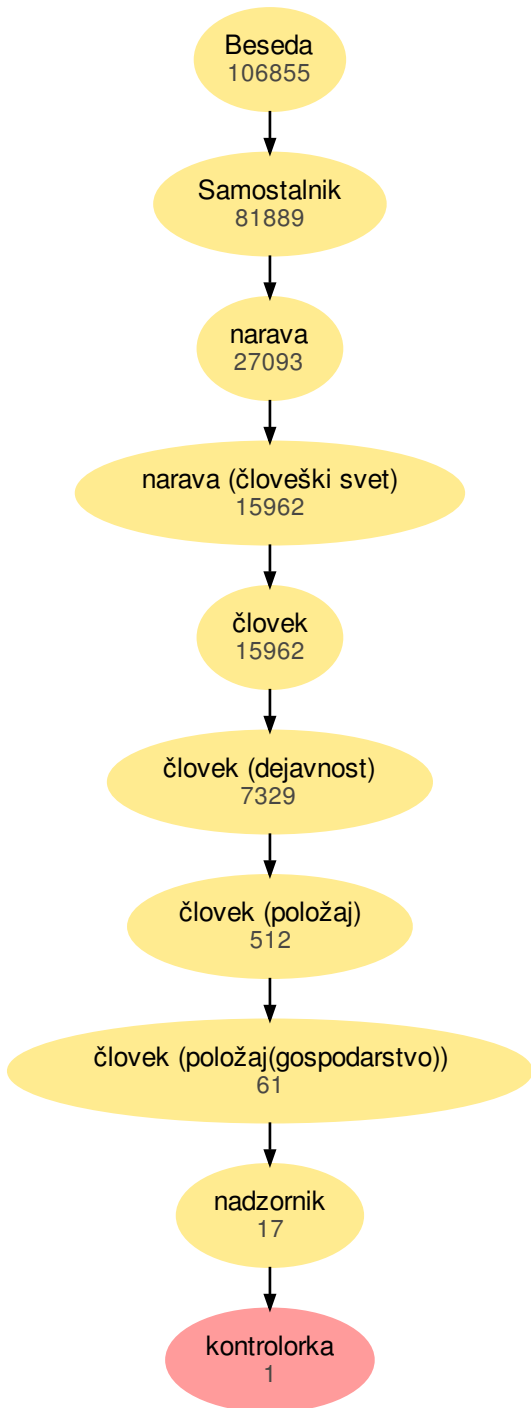 Beseda
106855
Samostalnik
81889
narava
27093
narava (človeški svet)
15962
človek
15962
človek (dejavnost)
7329
človek (položaj)
512
človek (položaj(gospodarstvo))
61
nadzornik
17
kontrolorka
1